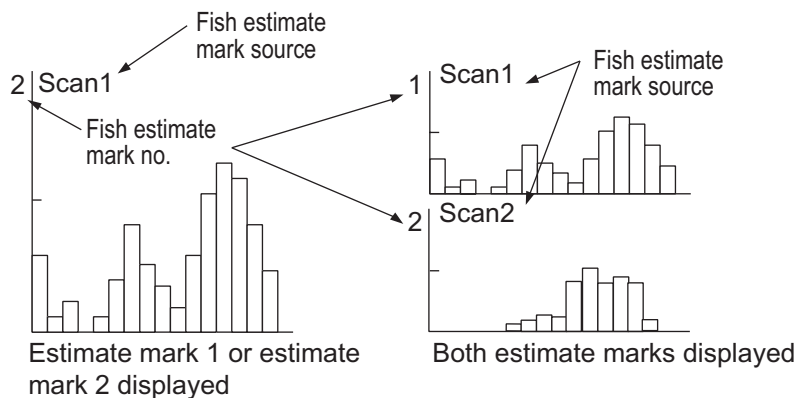 Fish estimate
mark source
2 Scan1
Fish estimate
mark no.
Estimate mark 1 or estimate
mark 2 displayed
1 Scan1
Fish estimate
mark source
2 Scan2
Both estimate marks displayed